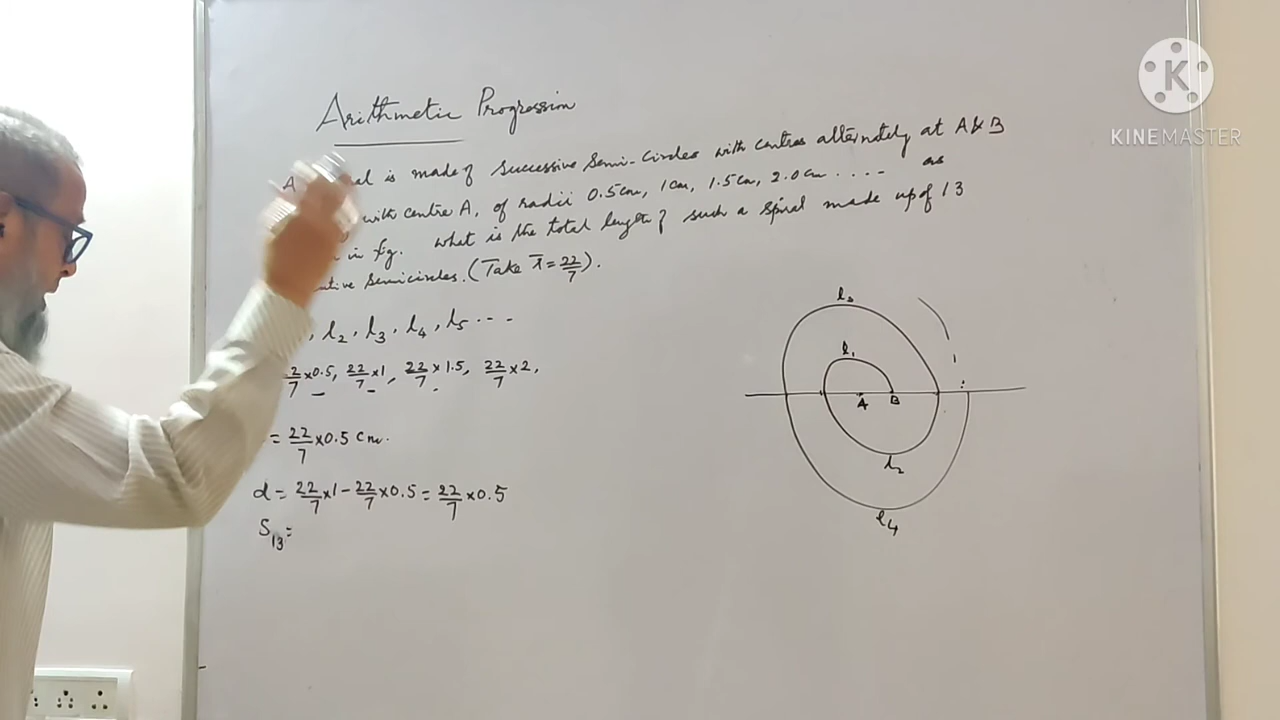 KINEMASTER
Arithmetic Progression
A is made of Successive Semi-Circles with centres alternately at A & B
with centre A, of radii 0.5cm, 1cm, 1.5cm, 2.0cm .... as
in fig. what is the total length of such a spiral made up of 13
Semicircles. (Take π = 22/7).
, l₂, l₃, l₄, l₅ ...
22/7 × 0.5, 22/7 × 1, 22/7 × 1.5, 22/7 × 2,
= 22/7 × 0.5 cm.
d = 22/7 × 1 − 22/7 × 0.5 = 22/7 × 0.5
S₁₃ =
l₃
l₁
A B
l₂
l₄